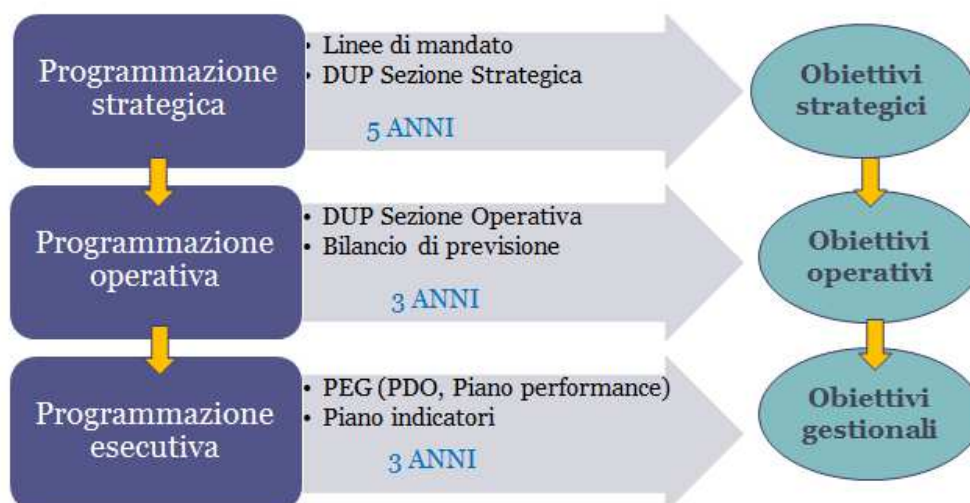 Programmazione
strategica
• Linee di mandato
• DUP Sezione Strategica
5 ANNI
Obiettivi
strategici
Programmazione
operativa
• DUP Sezione Operativa
• Bilancio di previsione
3 ANNI
Obiettivi
operativi
Programmazione
esecutiva
• PEG (PDO, Piano performance)
• Piano indicatori
3 ANNI
Obiettivi
gestionali